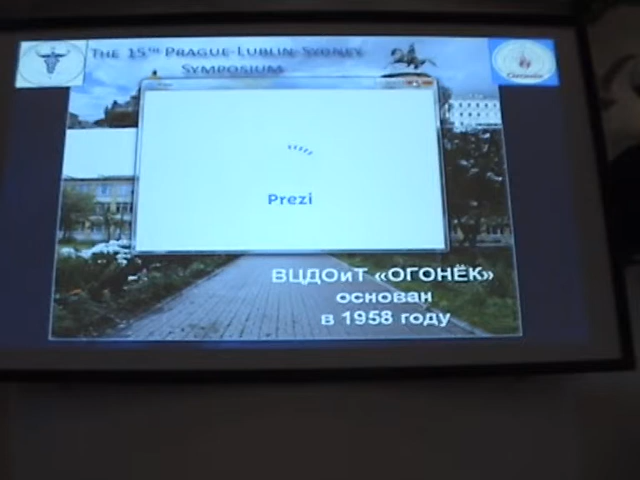 The 15th Prague-Lublin-Sydney
Symposium
Prezi
ВЦДОиТ «ОГОНЁК»
основан
в 1958 году